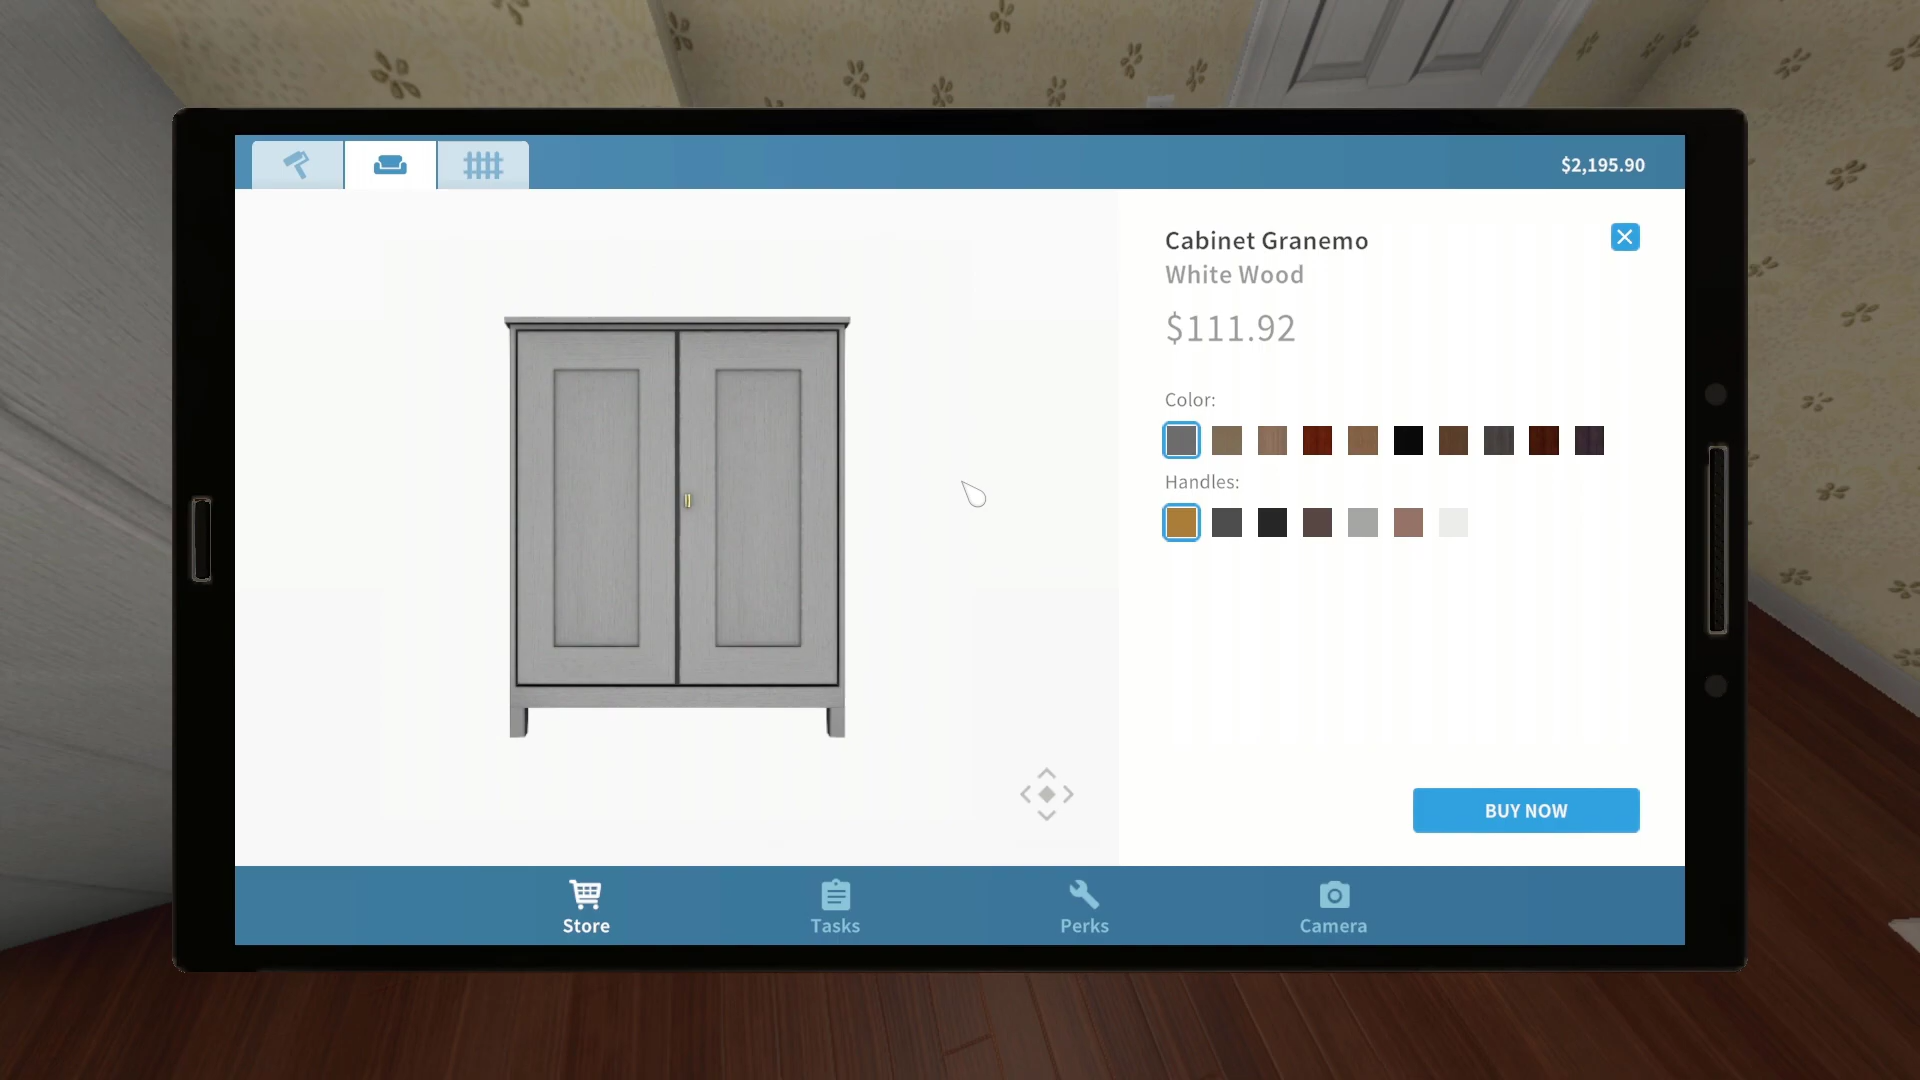 $2,195.90
Cabinet Granemo
White Wood
$111.92
Color:
Handles:
BUY NOW
Store
Tasks
Perks
Camera